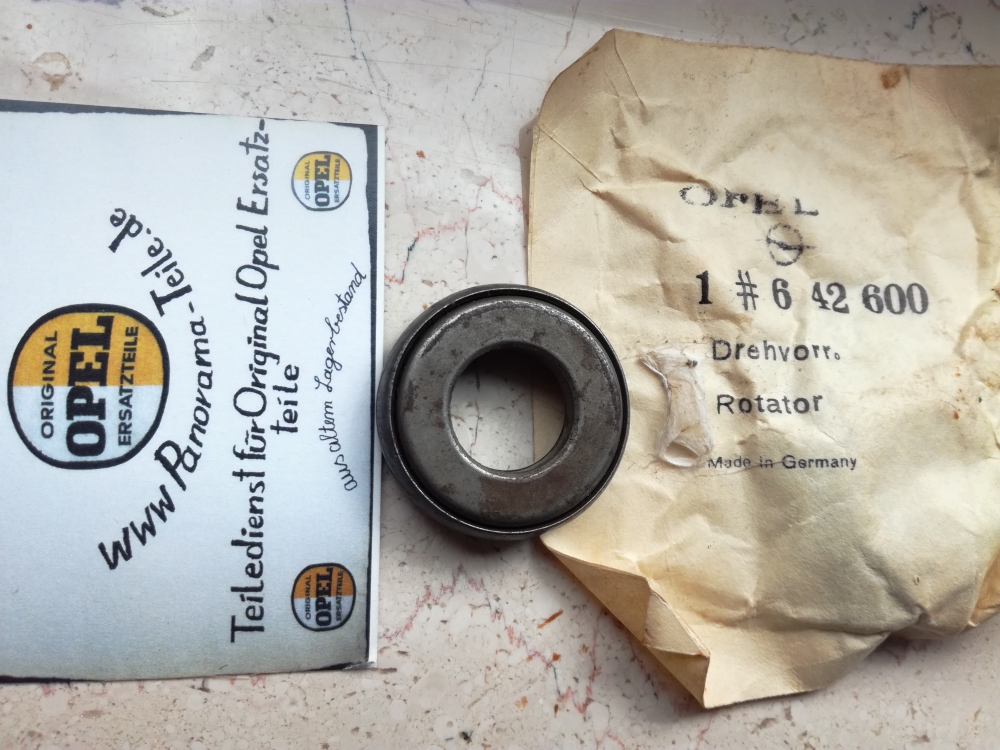 ORIGINAL
OPEL
ERSATZTEILE
www.Panorama-Teile.de
Teiledienst für Original Opel Ersatz-
teile
aus altem Lagerbestand
ORIGINAL
OPEL
ERSATZTEILE
ORIGINAL
OPEL
ERSATZTEILE
OPEL
1 # 6 42 600
Drehvorr.
Rotator
Made in Germany